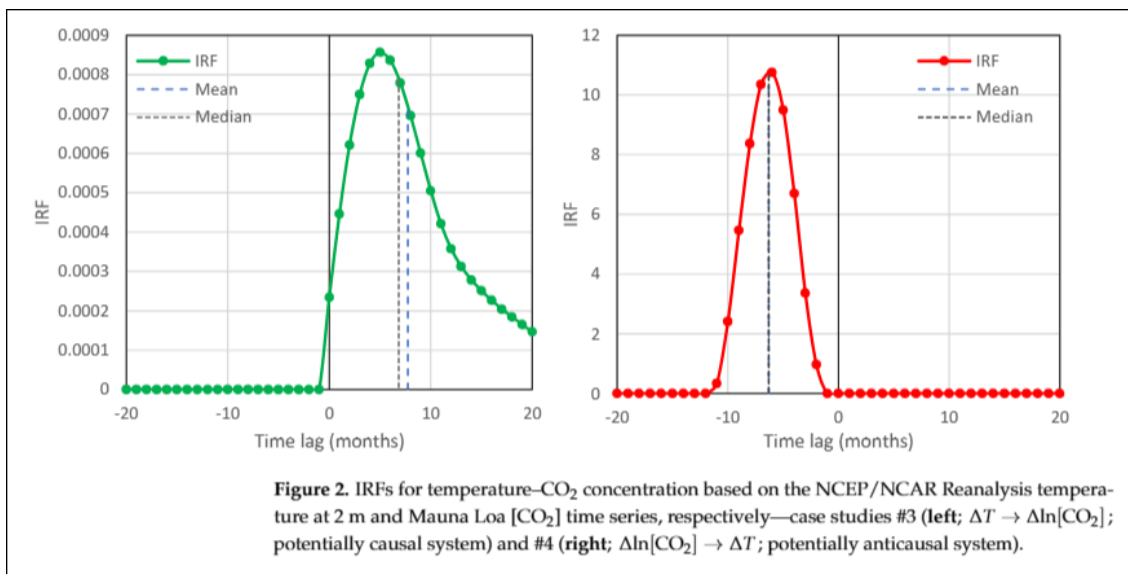 0.0009
0.0008
0.0007
0.0006
0.0005
0.0004
0.0003
0.0002
0.0001
0
IRF
IRF
Mean
Median
-20
-10
0
10
20
Time lag (months)
12
10
8
6
4
2
0
IRF
IRF
Mean
Median
-20
-10
0
10
20
Time lag (months)
Figure 2. IRFs for temperature–CO₂ concentration based on the NCEP/NCAR Reanalysis tempera-
ture at 2 m and Mauna Loa [CO₂] time series, respectively—case studies #3 (left; ΔT → Δln[CO₂];
potentially causal system) and #4 (right; Δln[CO₂] → ΔT; potentially anticausal system).